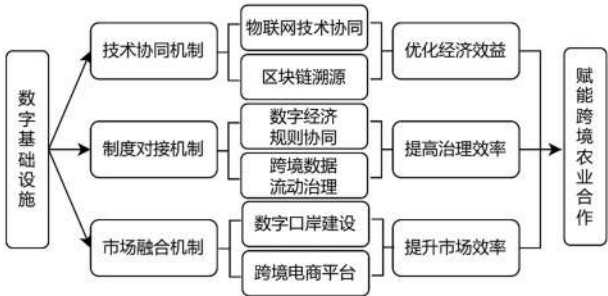 数字基础设施
技术协同机制
物联网技术协同
区块链溯源
优化经济效益
制度对接机制
数字经济
规则协同
跨境数据
流动治理
提高治理效率
市场融合机制
数字口岸建设
跨境电商平台
提升市场效率
赋能跨境农业合作